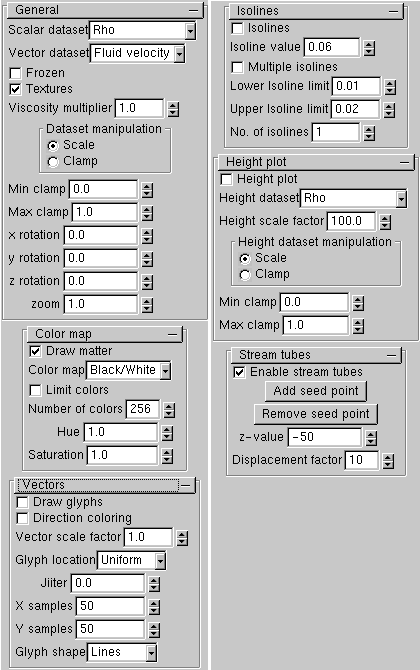 General
Scalar dataset Rho
Vector dataset Fluid velocity
Frozen
Textures
Viscosity multiplier 1.0
Dataset manipulation
Scale
Clamp
Min clamp 0.0
Max clamp 1.0
x rotation 0.0
y rotation 0.0
z rotation 0.0
zoom 1.0
Color map
Draw matter
Color map Black/White
Limit colors
Number of colors 256
Hue 1.0
Saturation 1.0
Vectors
Draw glyphs
Direction coloring
Vector scale factor 1.0
Glyph location Uniform
Jiiter 0.0
X samples 50
Y samples 50
Glyph shape Lines
Isolines
Isolines
Isoline value 0.06
Multiple isolines
Lower Isoline limit 0.01
Upper Isoline limit 0.02
No. of isolines 1
Height plot
Height plot
Height dataset Rho
Height scale factor 100.0
Height dataset manipulation
Scale
Clamp
Min clamp 0.0
Max clamp 1.0
Stream tubes
Enable stream tubes
Add seed point
Remove seed point
z-value -50
Displacement factor 10